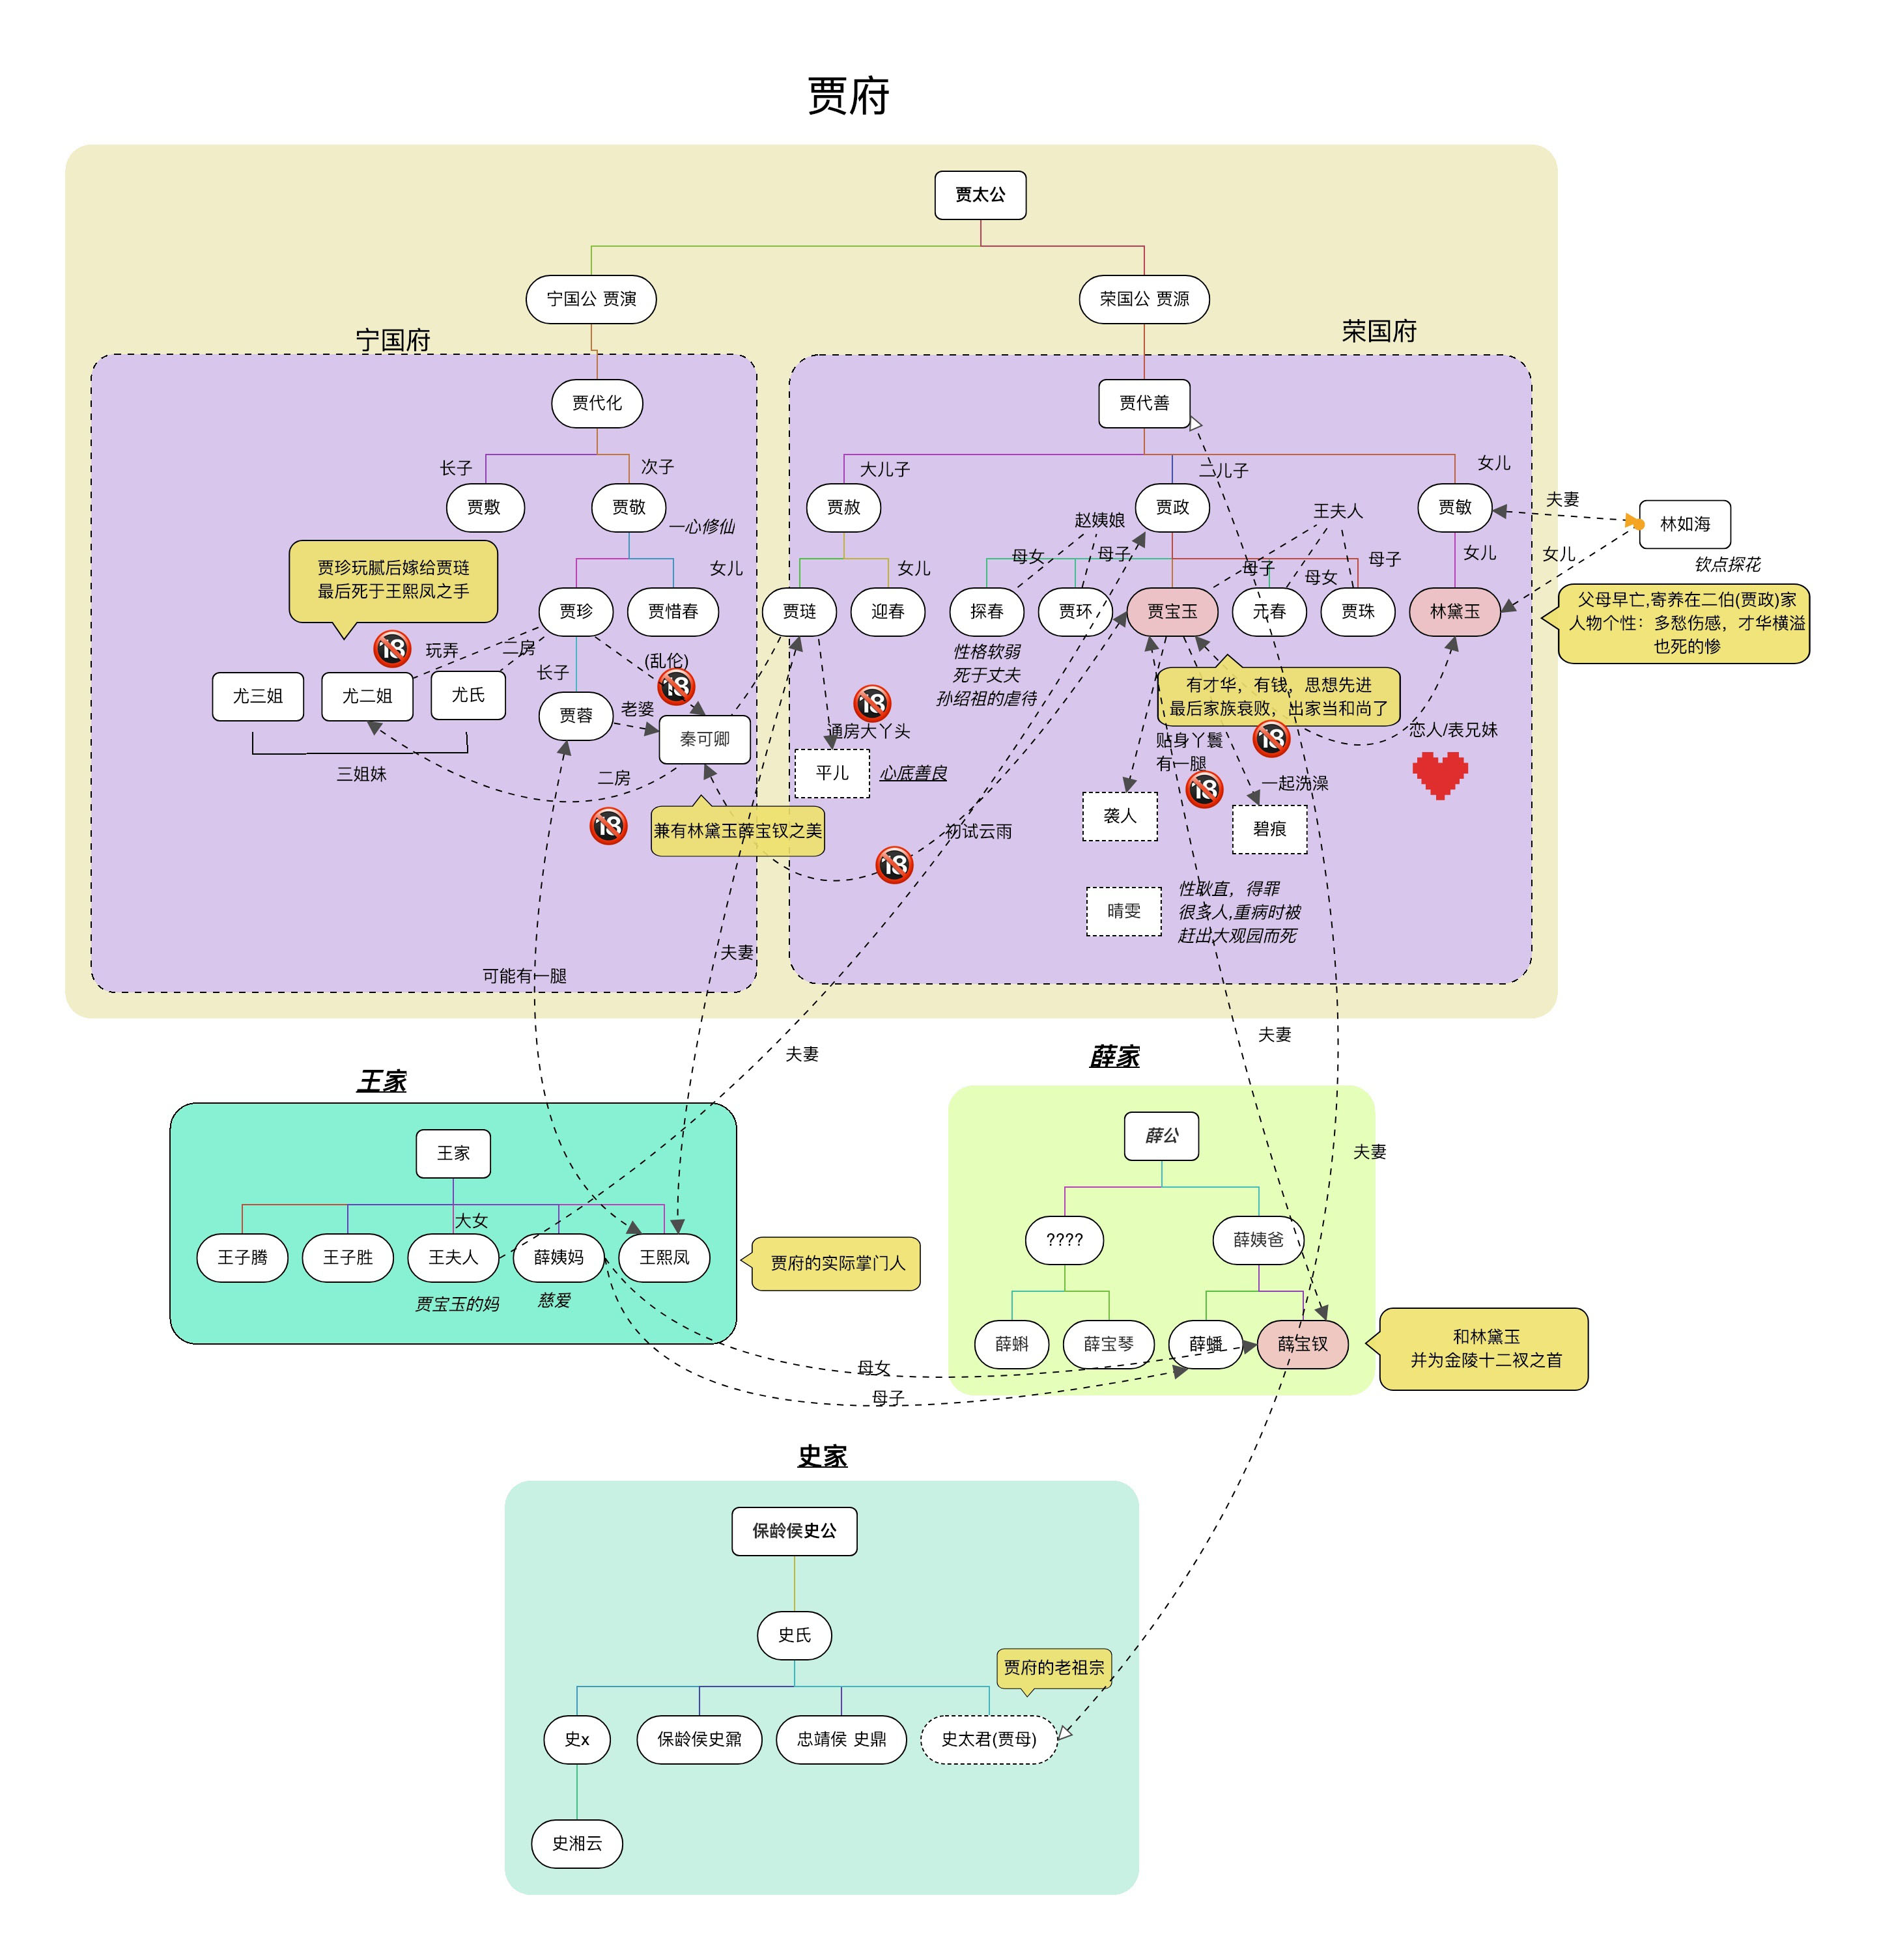 贾府
贾太公
宁国公 贾演
荣国公 贾源
宁国府
荣国府
贾代化
贾代善
长子
次子
大儿子
二儿子
女儿
贾敷
贾敬
一心修仙
贾赦
贾政
赵姨娘
王夫人
贾敏
夫妻
林如海
钦点探花
贾珍玩腻后嫁给贾琏
最后死于王熙凤之手
女儿
女儿
母女
母子
母子
母女
母子
女儿
女儿
贾珍
贾惜春
贾琏
迎春
探春
贾环
贾宝玉
元春
贾珠
林黛玉
父母早亡,寄养在二伯(贾政)家
人物个性：多愁伤感，才华横溢
也死的惨
18
玩弄
二房
长子
(乱伦)
18
性格软弱
死于丈夫
孙绍祖的虐待
有才华，有钱，思想先进
最后家族衰败，出家当和尚了
尤三姐
尤二姐
尤氏
贾蓉
老婆
秦可卿
18
通房大丫头
平儿
心底善良
贴身丫鬟
有一腿
18
18
一起洗澡
恋人/表兄妹
三姐妹
二房
18
兼有林黛玉薛宝钗之美
初试云雨
18
袭人
碧痕
晴雯
性耿直，得罪
很多人,重病时被
赶出大观园而死
夫妻
可能有一腿
夫妻
夫妻
夫妻
王家
王家
大女
王子腾
王子胜
王夫人
薛姨妈
王熙凤
贾宝玉的妈
慈爱
贾府的实际掌门人
薛家
薛公
????
薛姨爸
薛蝌
薛宝琴
薛蟠
薛宝钗
和林黛玉
并为金陵十二衩之首
母女
母子
史家
保龄侯史公
史氏
贾府的老祖宗
史x
保龄侯史鼐
忠靖侯 史鼎
史太君(贾母)
史湘云